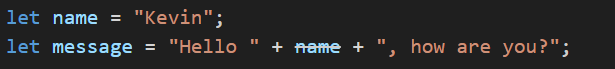 let name = "Kevin";
let message = "Hello " + name + ", how are you?";